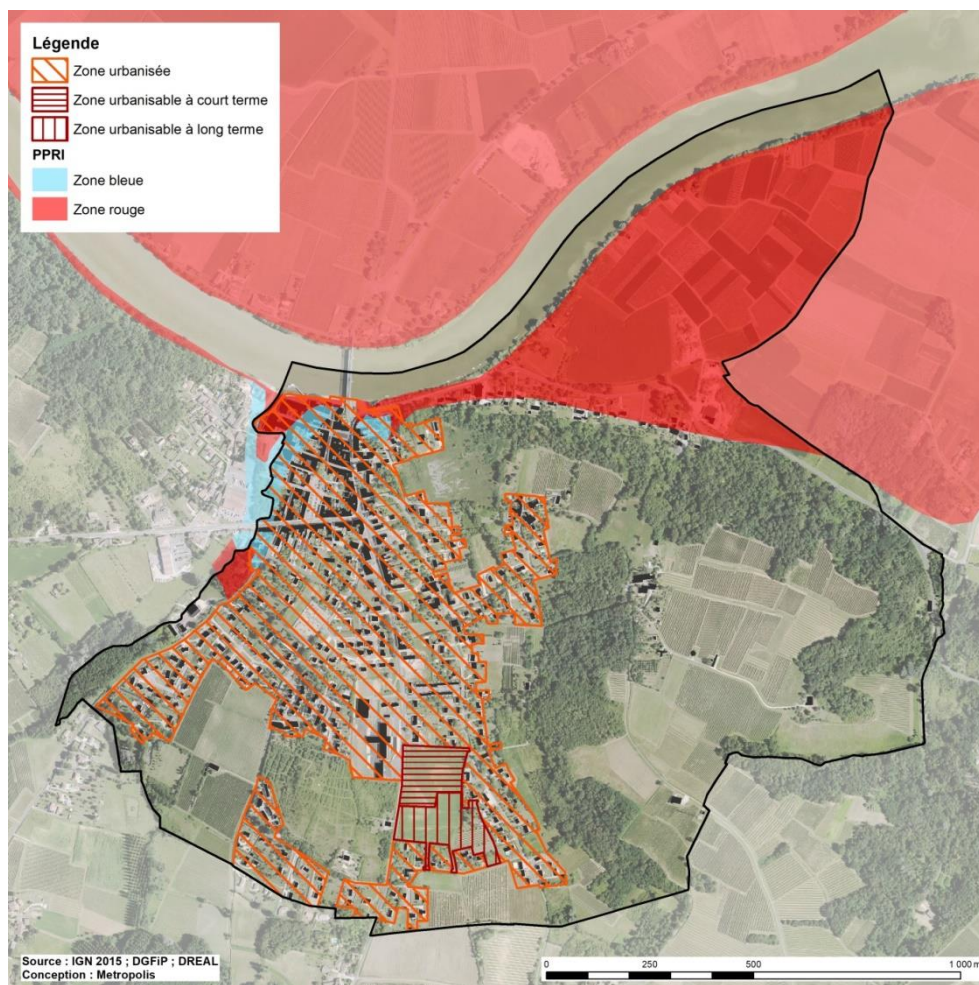 Légende
Zone urbanisée
Zone urbanisable à court terme
Zone urbanisable à long terme
PPRI
Zone bleue
Zone rouge
Source : IGN 2015 ; DGFiP ; DREAL
Conception : Metropolis
0 250 500 1 000 m